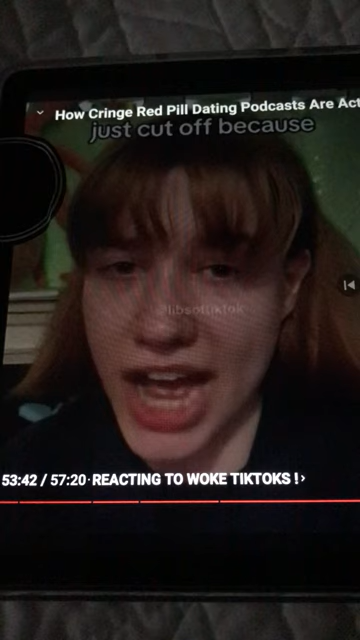 How Cringe Red Pill Dating Podcasts Are Act
just cut off because
libsoftiktok
53:42 / 57:20 · REACTING TO WOKE TIKTOKS ! ›